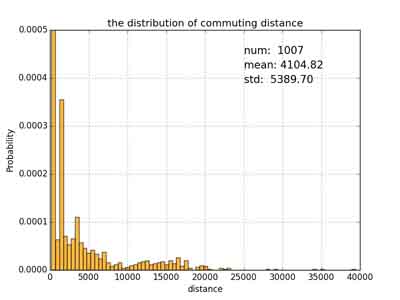 the distribution of commuting distance
num: 1007
mean: 4104.82
std: 5389.70
0.0005
0.0004
0.0003
0.0002
0.0001
0.0000
Probability
0 5000 10000 15000 20000 25000 30000 35000 40000
distance